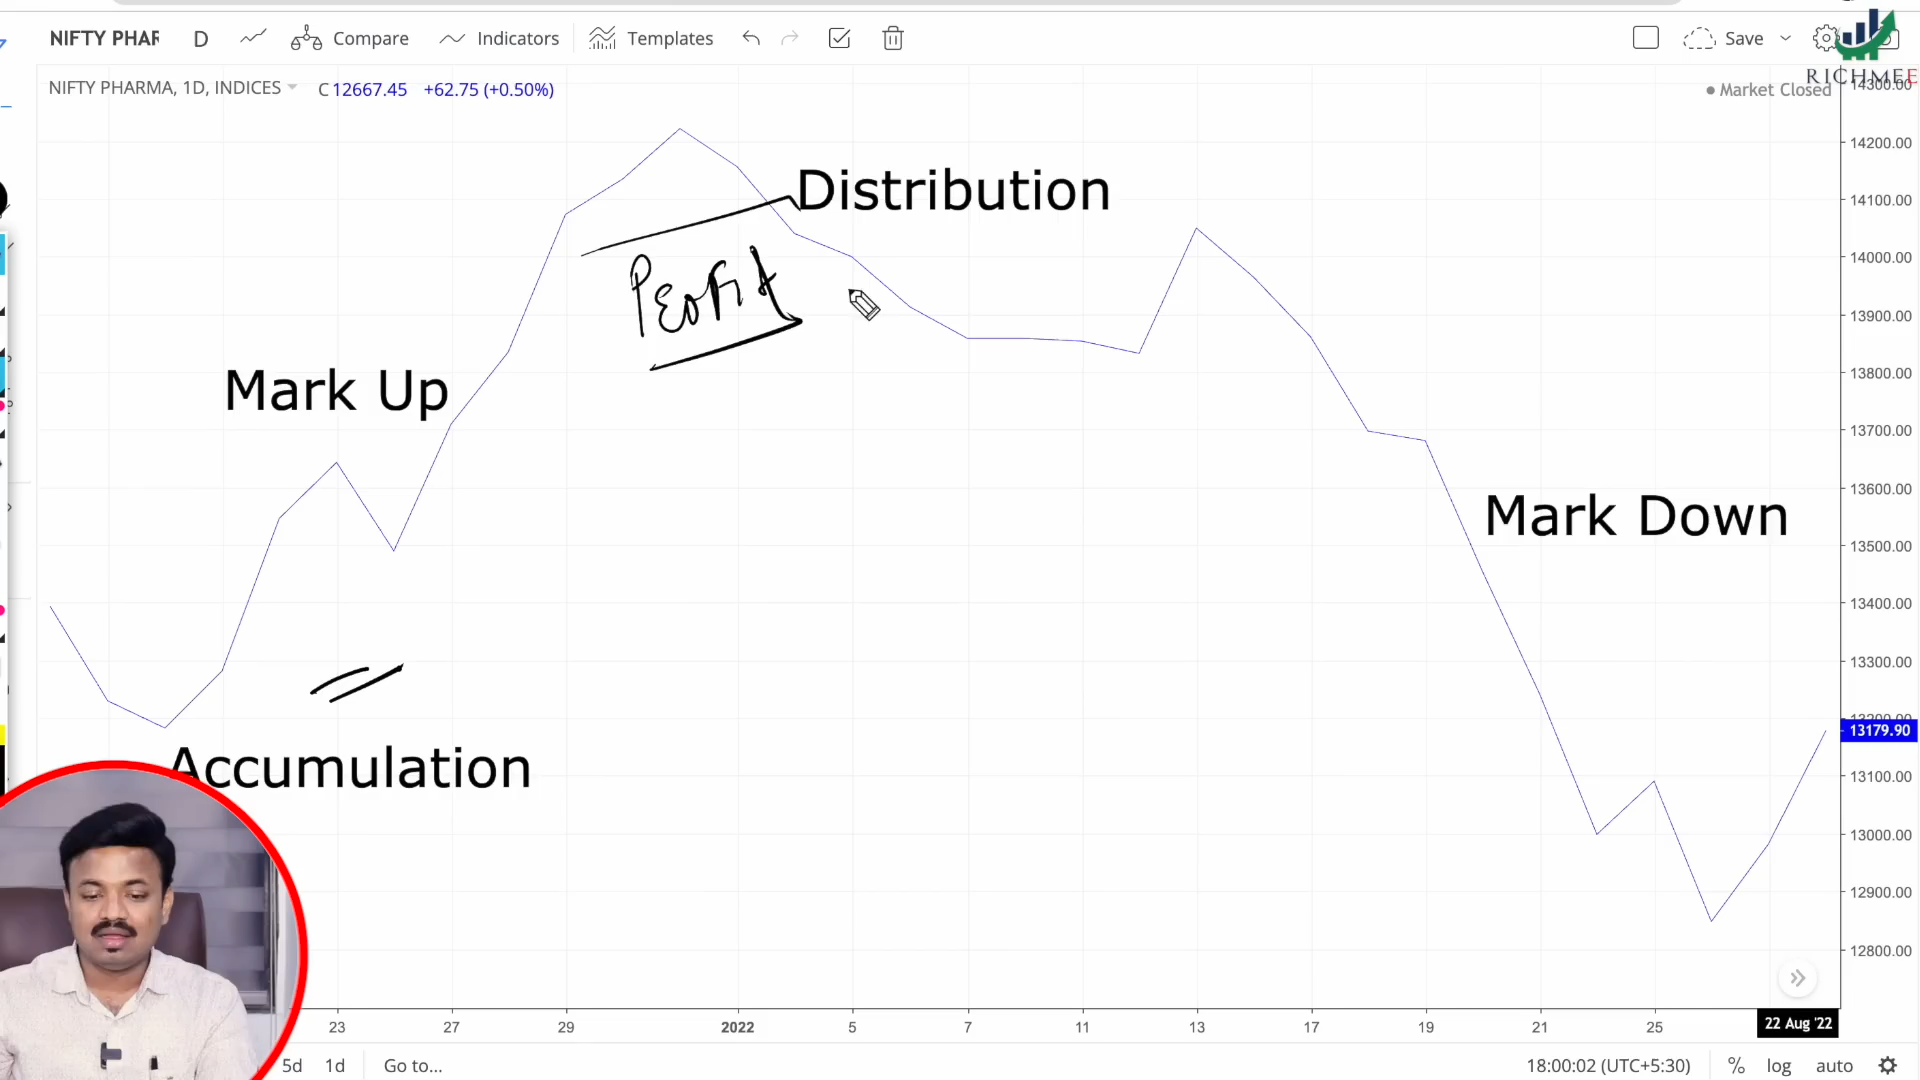 NIFTY PHAR D Compare Indicators Templates Save
RICHMEE
NIFTY PHARMA, 1D, INDICES C12667.45 +62.75 (+0.50%)
Market Closed
14300.00
14200.00
14100.00
14000.00
13900.00
13800.00
13700.00
13600.00
13500.00
13400.00
13300.00
13200.00
13179.90
13100.00
13000.00
12900.00
12800.00
Distribution
Profit
Mark Up
Mark Down
Accumulation
23 27 29 2022 5 7 11 13 17 19 21 25 22 Aug '22
5d 1d Go to... 18:00:02 (UTC+5:30) % log auto